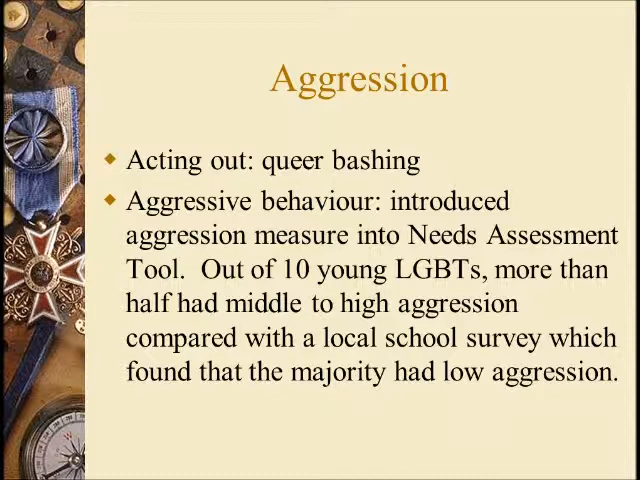 Aggression
Acting out: queer bashing
Aggressive behaviour: introduced
aggression measure into Needs Assessment
Tool.  Out of 10 young LGBTs, more than
half had middle to high aggression
compared with a local school survey which
found that the majority had low aggression.